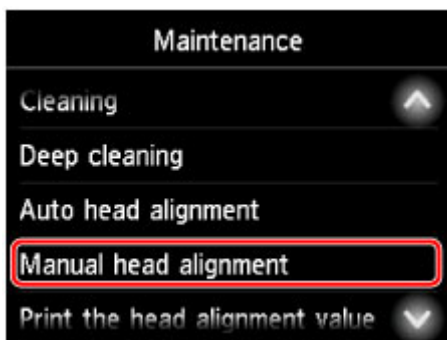 Maintenance
Cleaning
Deep cleaning
Auto head alignment
Manual head alignment
Print the head alignment value